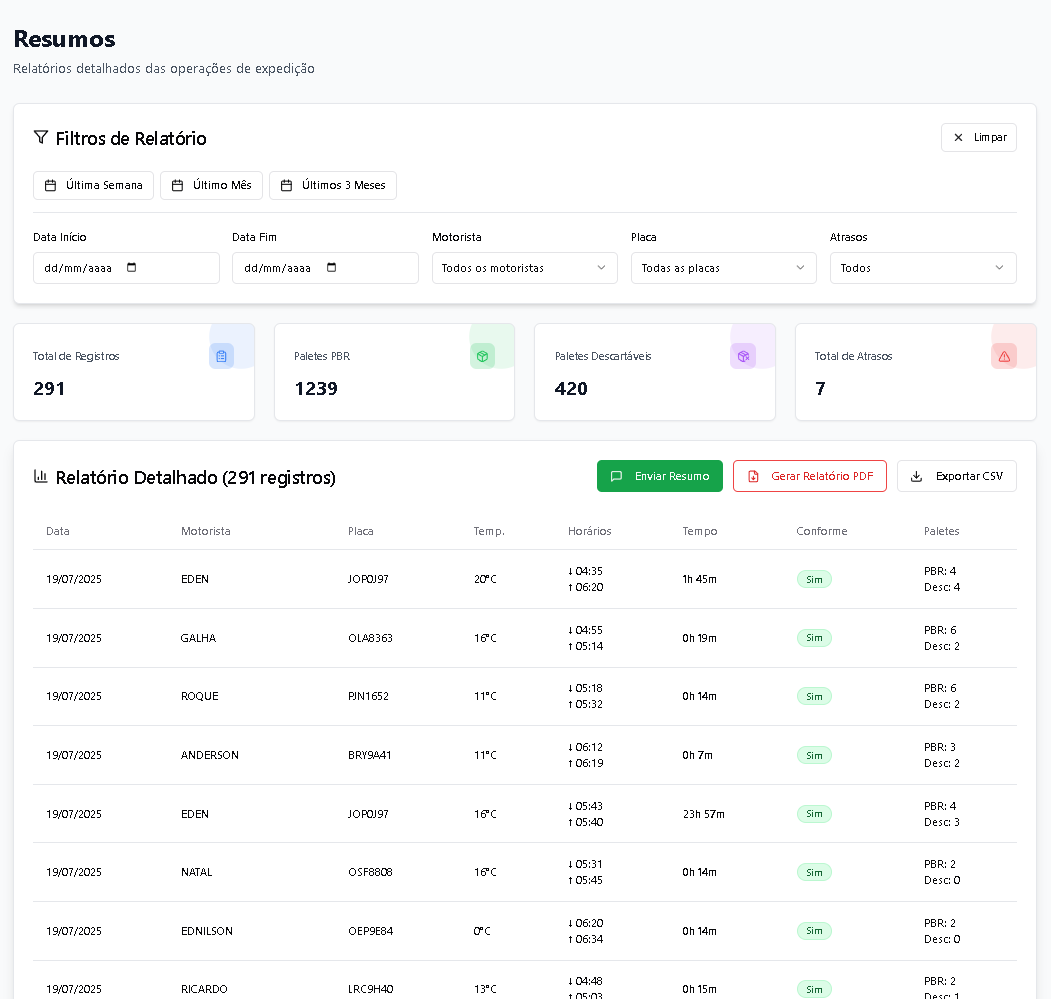 Resumos
Relatórios detalhados das operações de expedição
Filtros de Relatório
Limpar
Última Semana Último Mês Últimos 3 Meses
Data Início Data Fim Motorista Placa Atrasos
dd/mm/aaaa dd/mm/aaaa Todos os motoristas Todas as placas Todos
Total de Registros Paletes PBR Paletes Descartáveis Total de Atrasos
291 1239 420 7
Relatório Detalhado (291 registros) Enviar Resumo Gerar Relatório PDF Exportar CSV
Data Motorista Placa Temp. Horários Tempo Conforme Paletes
19/07/2025 EDEN JOP0J97 20°C ↓ 04:35 1h 45m Sim PBR: 4
↑ 06:20 Desc: 4
19/07/2025 GALHA OLA8363 16°C ↓ 04:55 0h 19m Sim PBR: 6
↑ 05:14 Desc: 2
19/07/2025 ROQUE PJN1652 11°C ↓ 05:18 0h 14m Sim PBR: 6
↑ 05:32 Desc: 2
19/07/2025 ANDERSON BRY9A41 11°C ↓ 06:12 0h 7m Sim PBR: 3
↑ 06:19 Desc: 2
19/07/2025 EDEN JOP0J97 16°C ↓ 05:43 23h 57m Sim PBR: 4
↑ 05:40 Desc: 3
19/07/2025 NATAL OSF8808 16°C ↓ 05:31 0h 14m Sim PBR: 2
↑ 05:45 Desc: 0
19/07/2025 EDNILSON OEP9E84 0°C ↓ 06:20 0h 14m Sim PBR: 2
↑ 06:34 Desc: 0
19/07/2025 RICARDO LRC9H40 13°C ↓ 04:48 0h 15m Sim PBR: 2
↑ 05:03 Desc: 1